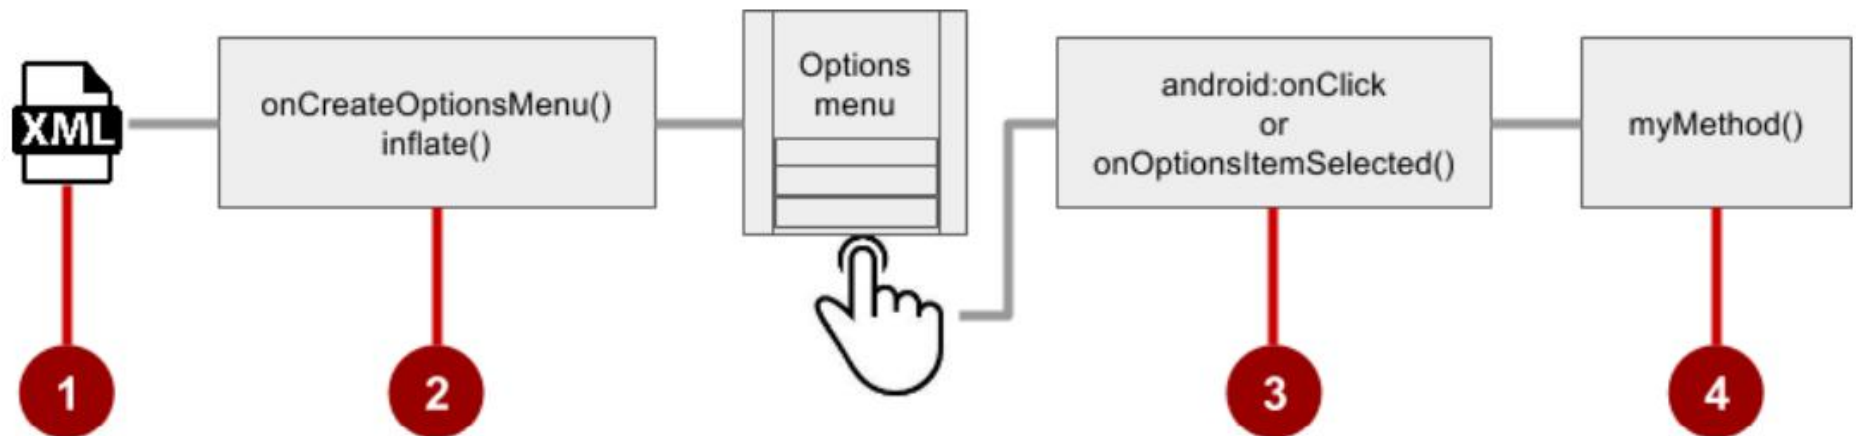 XML
onCreateOptionsMenu()
inflate()
Options
menu
android:onClick
or
onOptionsItemSelected()
myMethod()
1
2
3
4